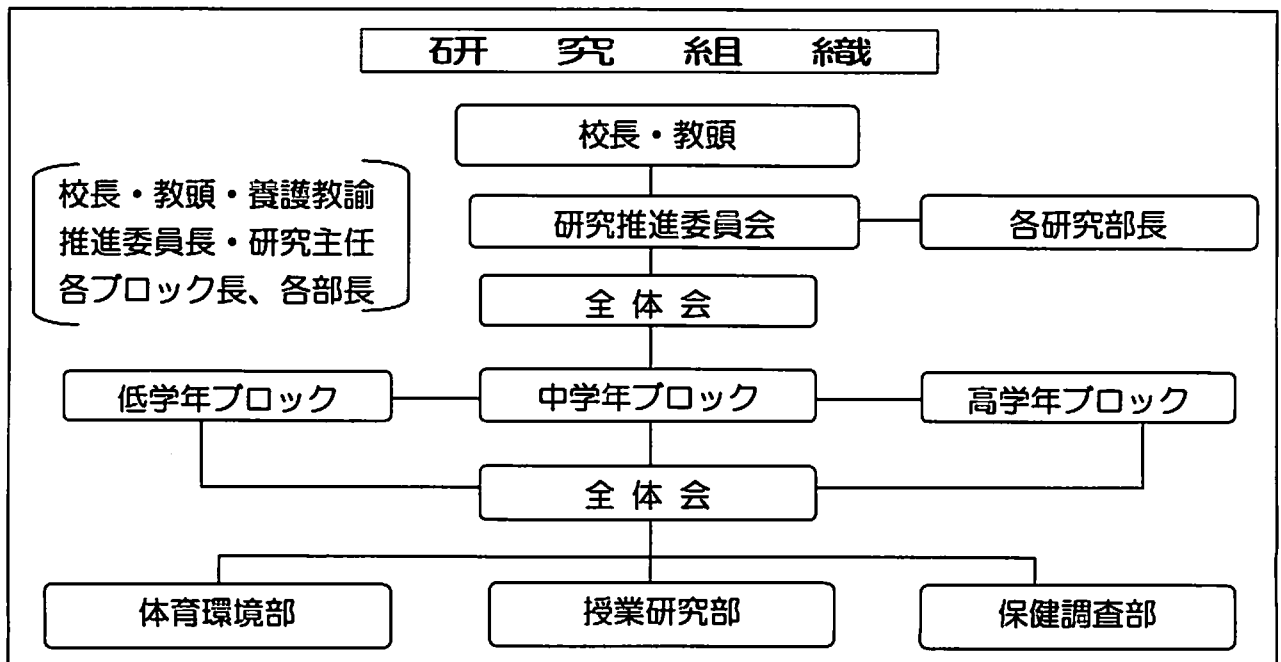 研究組織
校長・教頭
校長・教頭・養護教諭
推進委員長・研究主任
各ブロック長、各部長
研究推進委員会
各研究部長
全体会
低学年ブロック
中学年ブロック
高学年ブロック
全体会
体育環境部
授業研究部
保健調査部